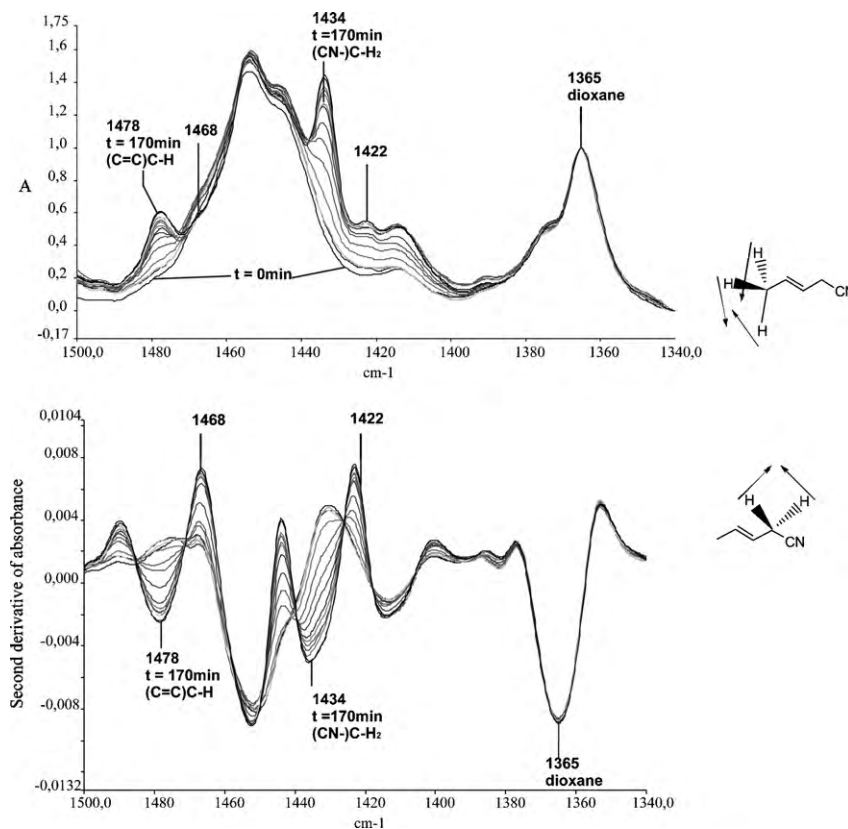 1,75
1,6
1,4
1,2
1,0
0,8
0,6
0,4
0,2
0,0
-0,17
A
1478
t = 170min
(C=C)C-H
1468
1434
t =170min
(CN-)C-H2
1422
1365
dioxane
t = 0min
1500,0
1480
1460
1440
1420
1400
1380
1360
1340,0
cm-1
H
H
H
CN
0,0104
0,008
0,004
0,000
-0,004
-0,008
-0,0132
Second derivative of absorbance
1468
1422
1478
t = 170min
(C=C)C-H
1434
t =170min
(CN-)C-H2
1365
dioxane
1500,0
1480
1460
1440
1420
1400
1380
1360
1340,0
cm-1
H
H
CN